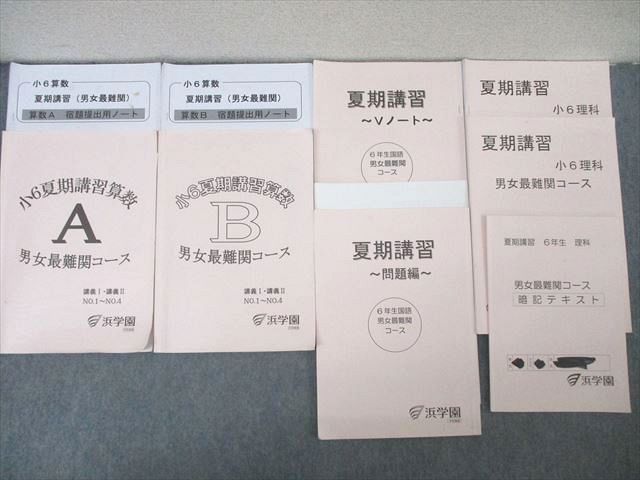 小6算数
夏期講習（男女最難関）
算数A 宿題提出用ノート
小6算数
夏期講習（男女最難関）
算数B 宿題提出用ノート
夏期講習
～Vノート～
6年生国語
男女最難関
コース
夏期講習
小6理科
夏期講習
小6理科
男女最難関コース
小6夏期講習算数
A
男女最難関コース
講義Ⅰ・講義Ⅱ
NO.1～NO.4
浜学園
小6夏期講習算数
B
男女最難関コース
講義Ⅰ・講義Ⅱ
NO.1～NO.4
浜学園
夏期講習
～問題編～
6年生国語
男女最難関
コース
浜学園
夏期講習 6年生 理科
男女最難関コース
暗記テキスト
浜学園